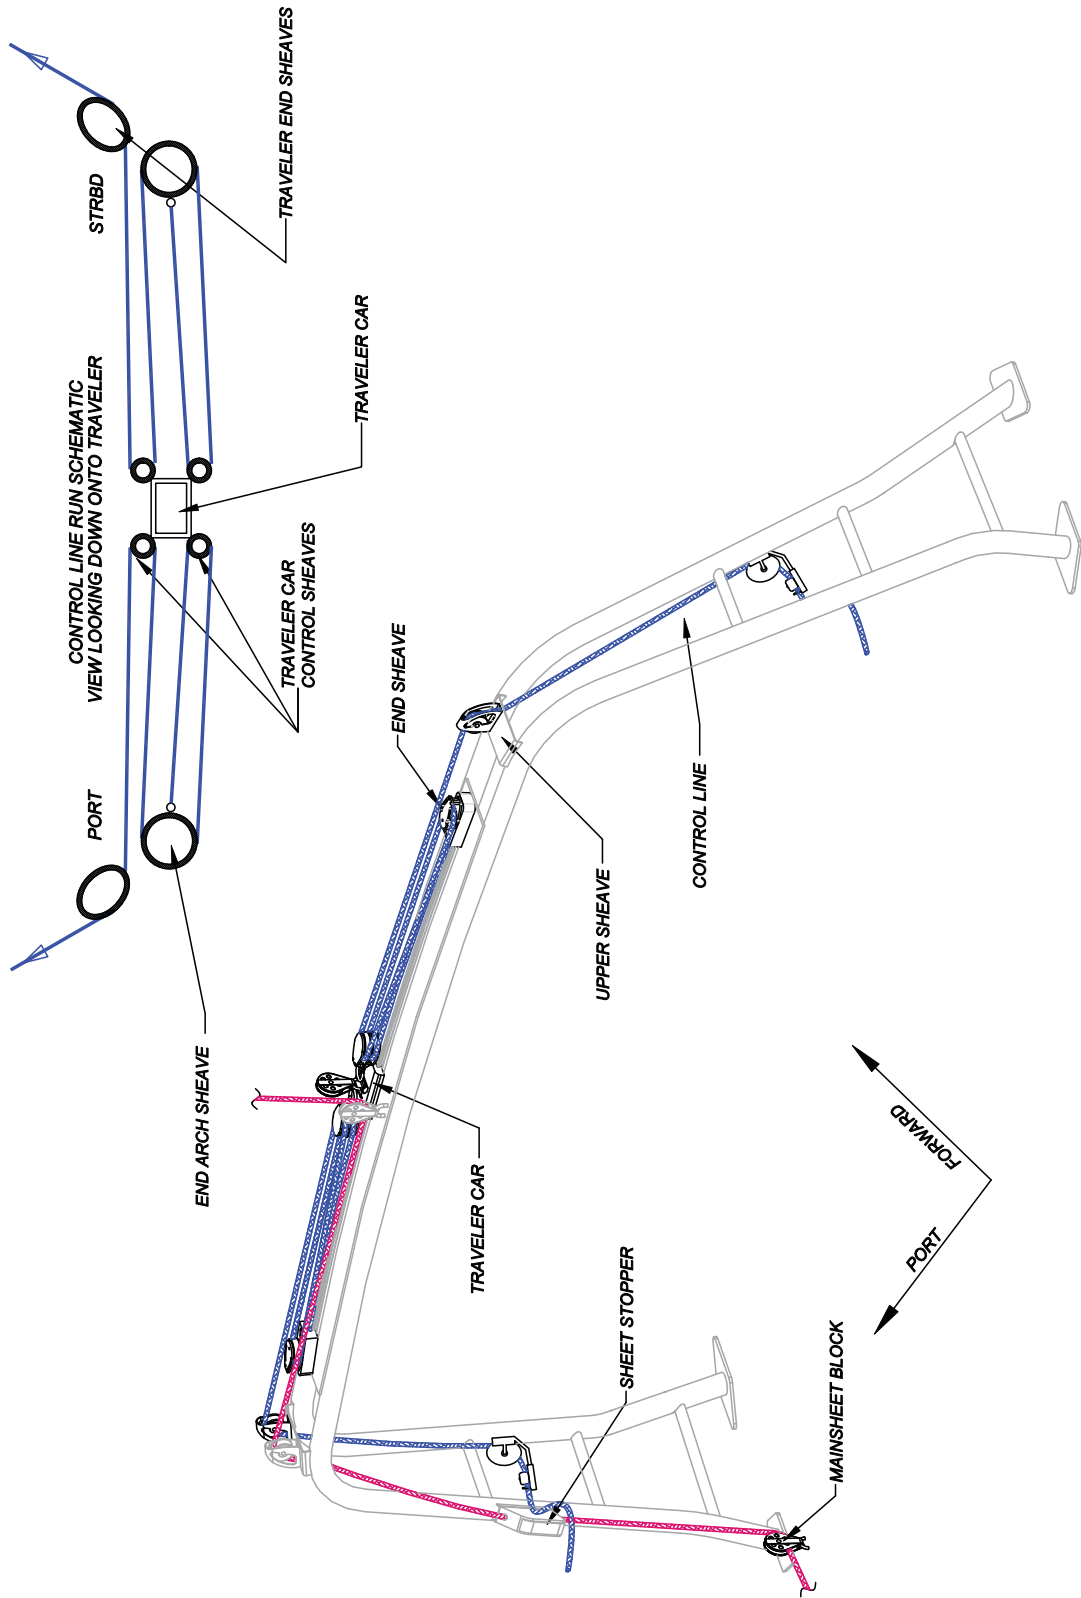 CONTROL LINE RUN SCHEMATIC
VIEW LOOKING DOWN ONTO TRAVELER
PORT
STRBD
TRAVELER END SHEAVES
TRAVELER CAR
TRAVELER CAR
CONTROL SHEAVES
END ARCH SHEAVE
END SHEAVE
UPPER SHEAVE
CONTROL LINE
TRAVELER CAR
SHEET STOPPER
MAINSHEET BLOCK
PORT
FORWARD